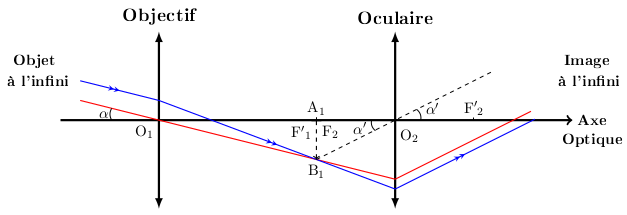 Objectif
Oculaire
Objet
à l'infini
Image
à l'infini
α
O₁
A₁
F'₁
F₂
B₁
α'
α'
O₂
F'₂
Axe
Optique